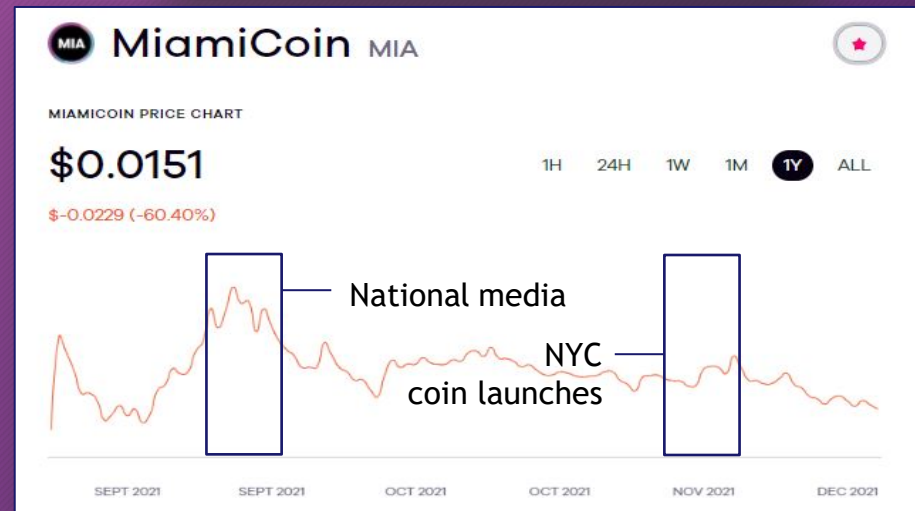 MIA MiamiCoin MIA
MIAMICOIN PRICE CHART
$0.0151
1H 24H 1W 1M 1Y ALL
$-0.0229 (-60.40%)
National media
NYC
coin launches
SEPT 2021 SEPT 2021 OCT 2021 OCT 2021 NOV 2021 DEC 2021